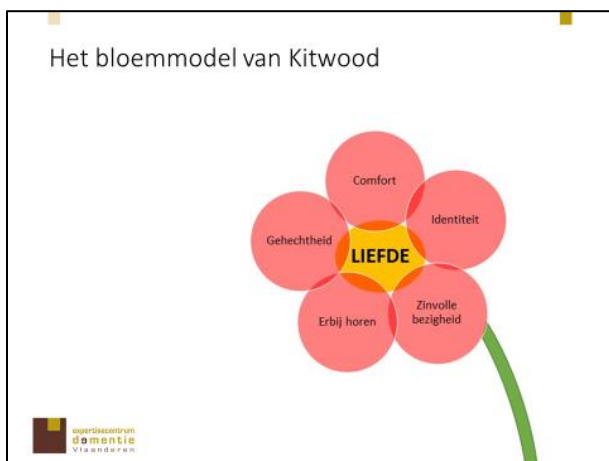 Het bloemmodel van Kitwood
Comfort
Identiteit
Gehechtheid
LIEFDE
Zinvolle
bezigheid
Erbij horen
expertisecentrum
dementie
Vlaanderen